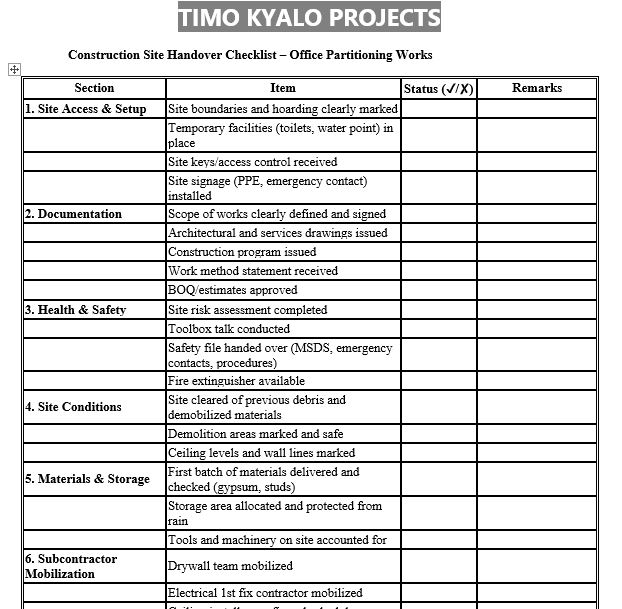 TIMO KYALO PROJECTS
Construction Site Handover Checklist – Office Partitioning Works
Section Item Status (✓/✗) Remarks
1. Site Access & Setup Site boundaries and hoarding clearly marked
Temporary facilities (toilets, water point) in
place
Site keys/access control received
Site signage (PPE, emergency contact)
installed
2. Documentation Scope of works clearly defined and signed
Architectural and services drawings issued
Construction program issued
Work method statement received
BOQ/estimates approved
3. Health & Safety Site risk assessment completed
Toolbox talk conducted
Safety file handed over (MSDS, emergency
contacts, procedures)
Fire extinguisher available
4. Site Conditions Site cleared of previous debris and
demobilized materials
Demolition areas marked and safe
Ceiling levels and wall lines marked
5. Materials & Storage First batch of materials delivered and
checked (gypsum, studs)
Storage area allocated and protected from
rain
Tools and machinery on site accounted for
6. Subcontractor
Mobilization Drywall team mobilized
Electrical 1st fix contractor mobilized